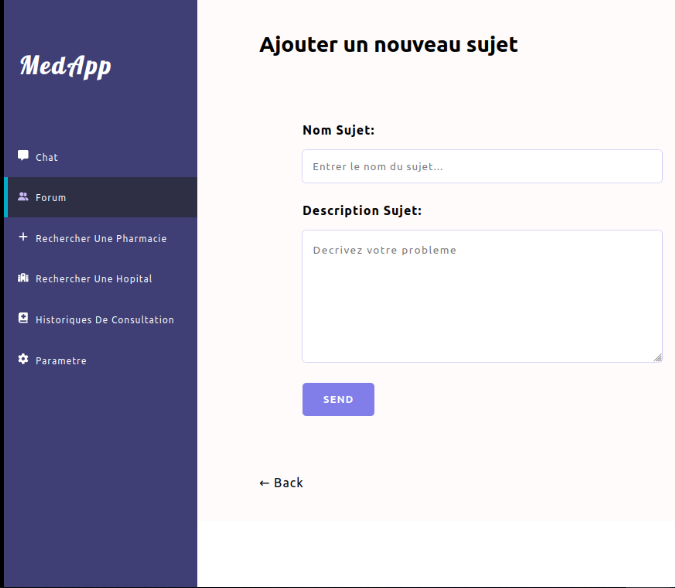 MedApp
Chat
Forum
Rechercher Une Pharmacie
Rechercher Une Hopital
Historiques De Consultation
Parametre
Ajouter un nouveau sujet
Nom Sujet:
Entrer le nom du sujet...
Description Sujet:
Decrivez votre probleme
SEND
← Back